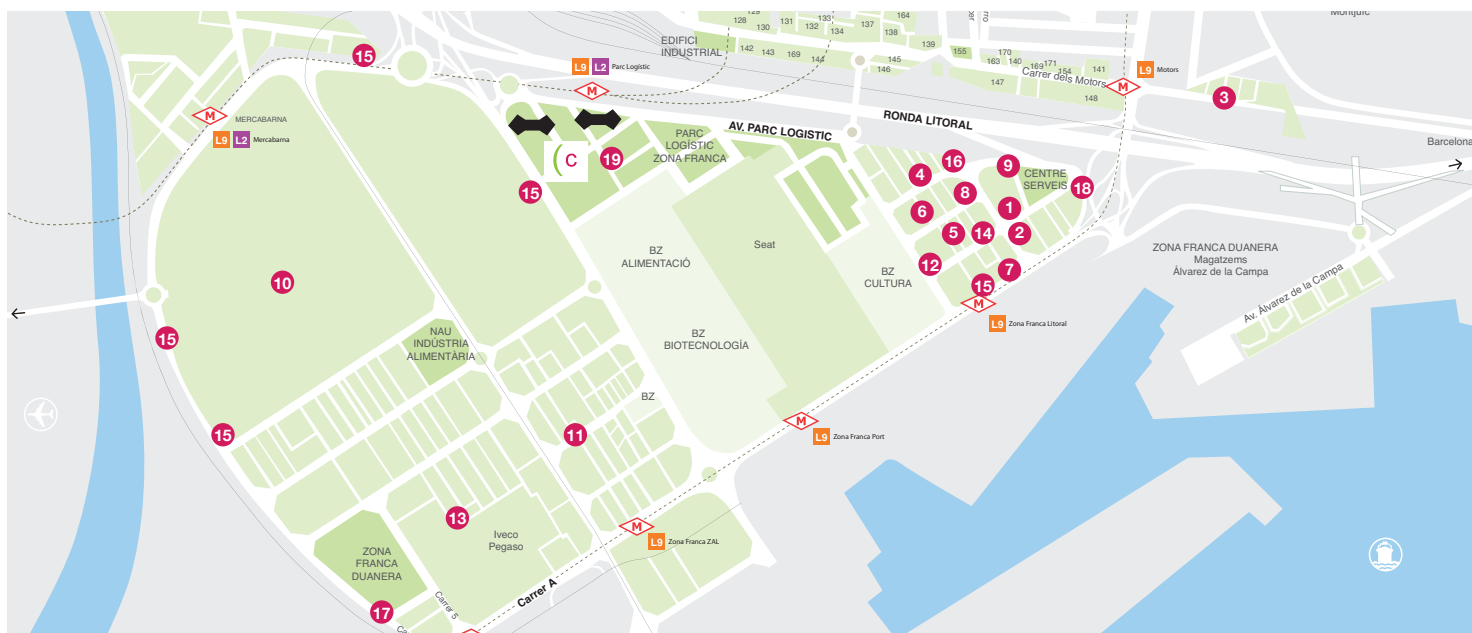 129
128
130
131
133
132
134
137
164
138
139
142
143
169
144
145
146
155
170
163
140
169
171
154
141
147
148
Montjuïc
EDIFICI
INDUSTRIAL
Carrer dels Motors
L9
L2
Parc Logístic
M
L9
Motors
M
3
15
M
MERCABARNA
L9
L2
Mercabarna
RONDA LITORAL
AV. PARC LOGISTIC
PARC
LOGÍSTIC
ZONA FRANCA
Barcelona
(C
19
15
4
16
9
CENTRE
SERVEIS
18
8
6
1
5
14
2
12
7
15
M
L9
Zona Franca Litoral
ZONA FRANCA DUANERA
Magatzems
Álvarez de la Campa
Av. Álvarez de la Campa
BZ
ALIMENTACIÓ
Seat
BZ
CULTURA
10
15
NAU
INDÚSTRIA
ALIMENTÀRIA
BZ
BIOTECNOLOGÍA
BZ
15
11
M
L9
Zona Franca Port
13
Iveco
Pegaso
M
L9
Zona Franca ZAL
ZONA
FRANCA
DUANERA
Carrer A
Carrer 5
17